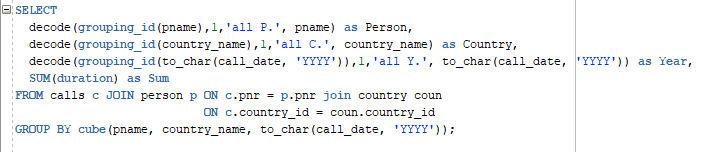 SELECT
decode(grouping_id(pname),1,'all P.', pname) as Person,
decode(grouping_id(country_name),1,'all C.', country_name) as Country,
decode(grouping_id(to_char(call_date, 'YYYY')),1,'all Y.', to_char(call_date, 'YYYY')) as Year,
SUM(duration) as Sum
FROM calls c JOIN person p ON c.pnr = p.pnr join country coun
ON c.country_id = coun.country_id
GROUP BY cube(pname, country_name, to_char(call_date, 'YYYY'));